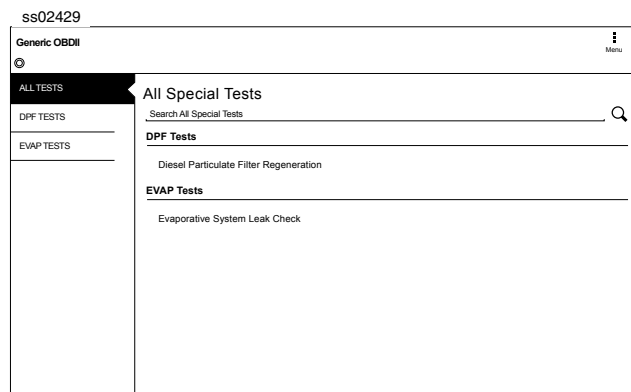 ss02429
Generic OBDII
Menu
ALL TESTS
DPF TESTS
EVAP TESTS
All Special Tests
Search All Special Tests
DPF Tests
Diesel Particulate Filter Regeneration
EVAP Tests
Evaporative System Leak Check